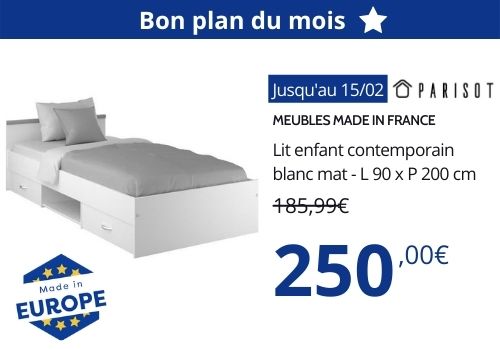 Bon plan du mois
Jusqu'au 15/02 PARISOT
MEUBLES MADE IN FRANCE
Lit enfant contemporain
blanc mat - L 90 x P 200 cm
185,99€
250,00€
Made in
EUROPE